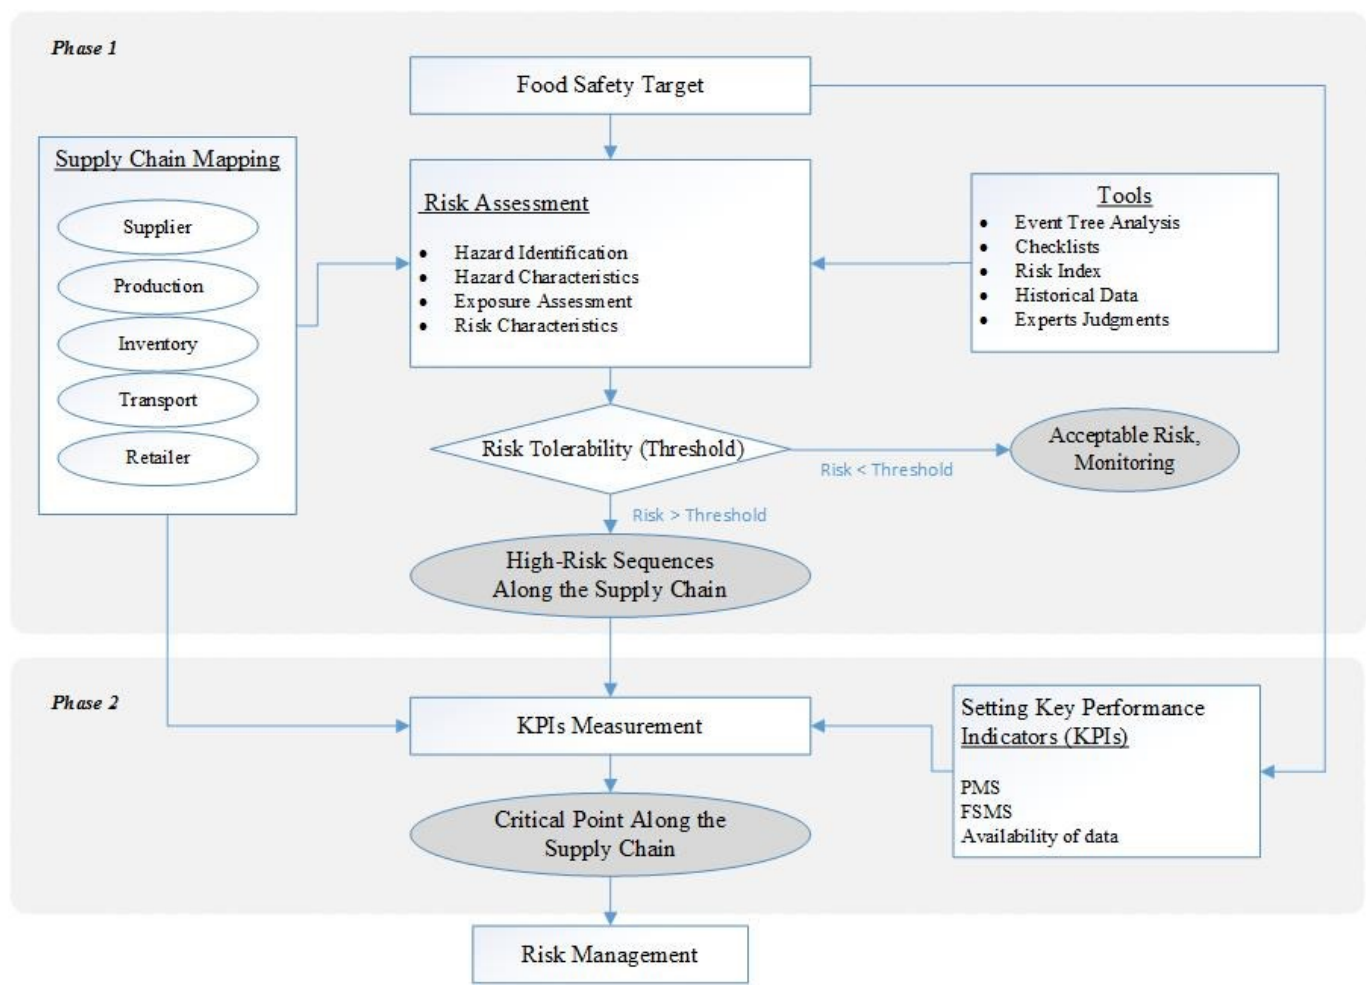 Phase 1
Food Safety Target
Supply Chain Mapping
Supplier
Production
Inventory
Transport
Retailer
Risk Assessment
• Hazard Identification
• Hazard Characteristics
• Exposure Assessment
• Risk Characteristics
Tools
• Event Tree Analysis
• Checklists
• Risk Index
• Historical Data
• Experts Judgments
Risk Tolerability (Threshold)
Risk < Threshold
Acceptable Risk,
Monitoring
Risk > Threshold
High-Risk Sequences
Along the Supply Chain
Phase 2
KPIs Measurement
Setting Key Performance
Indicators (KPIs)
PMS
FSMS
Availability of data
Critical Point Along the
Supply Chain
Risk Management